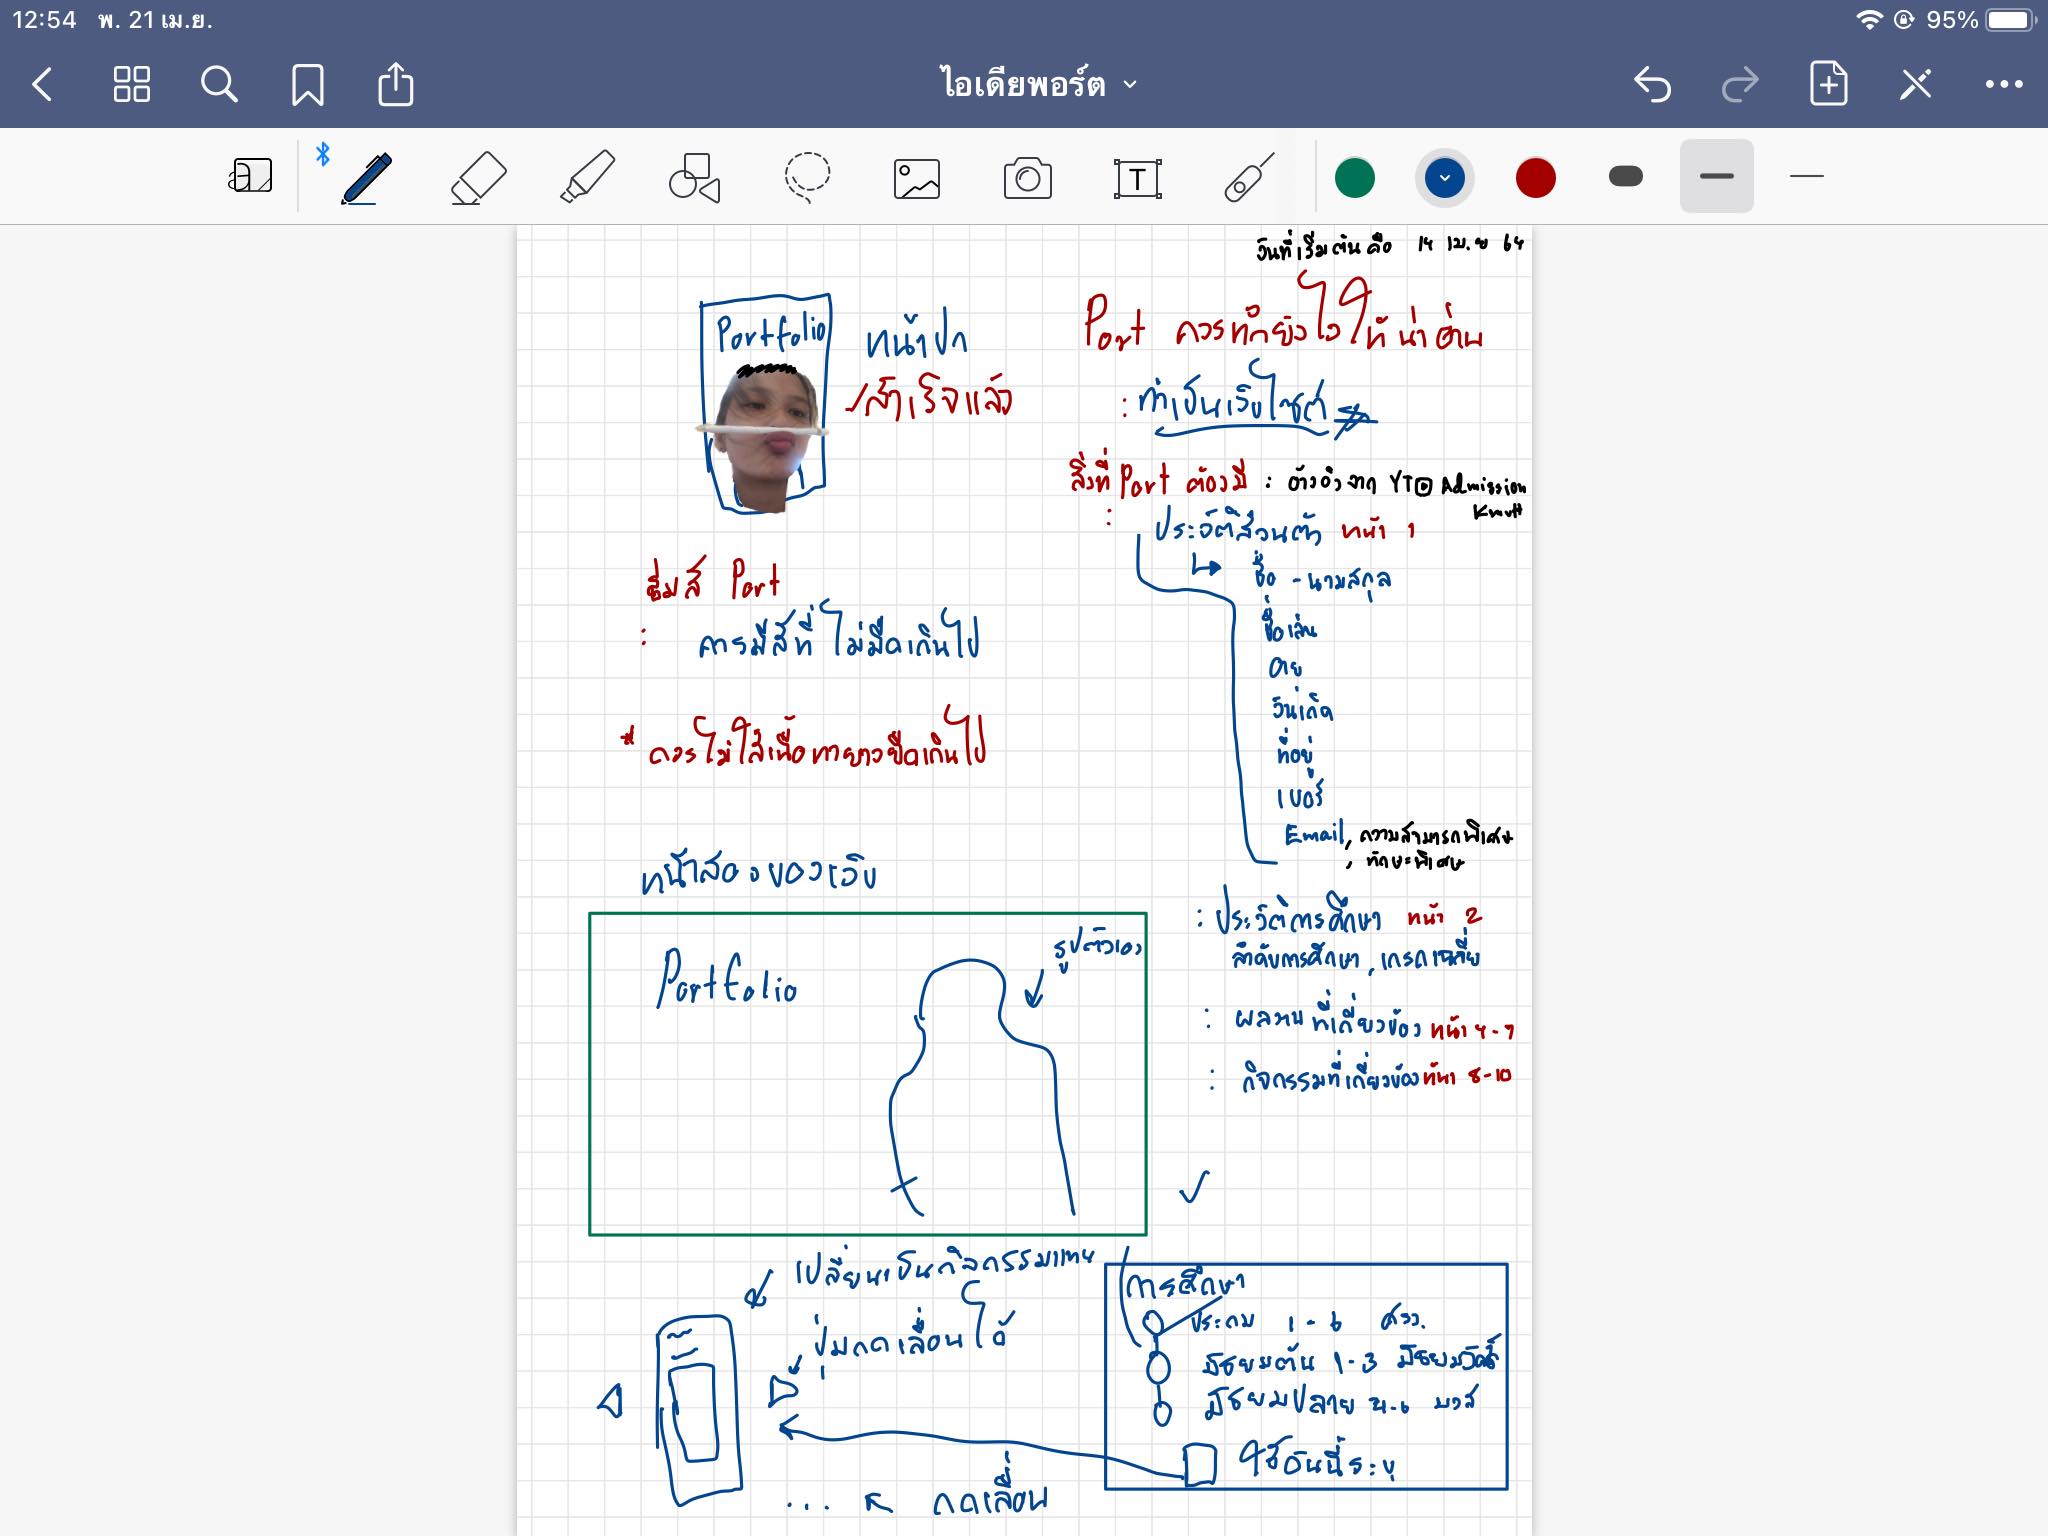 12:54 พ. 21 เม.ย.
95%
ไอเดียพอร์ต
T
วันที่เริ่มต้นคือ 14 เม.ย 64
Portfolio
หน้าปก
สำเร็จแล้ว
Port ควรทำยังไงให้น่าอ่าน
: ทำเป็นเว็บไซต์
สิ่งที่ Port ต้องมี : อ้างอิงจาก YT Admission
Kmutt
: ประวัติส่วนตัว หน้า 1
ชื่อ - นามสกุล
ชื่อเล่น
อายุ
วันเกิด
ที่อยู่
เบอร์
Email, ความสามารถพิเศษ
, ทักษะพิเศษ
ธีมสี Port
: ควรมีสีที่ไม่มืดเกินไป
* ควรไม่ใส่เนื้อหายาวยืดเกินไป
: ประวัติการศึกษา หน้า 2
ลำดับการศึกษา, เกรดเฉลี่ย
: ผลงานที่เกี่ยวข้อง หน้า 4-7
: กิจกรรมที่เกี่ยวข้อง หน้า 8-10
หน้าสองของเว็บ
Portfolio
รูปตัวเอง
เปลี่ยนเป็นกิจกรรมแทน
ปุ่มกดเลื่อนได้
... กดเลื่อน
การศึกษา
ประถม 1-6
มัธยมต้น 1-3
มัธยมปลาย 4-6
ใช้อันนี้ระบุ